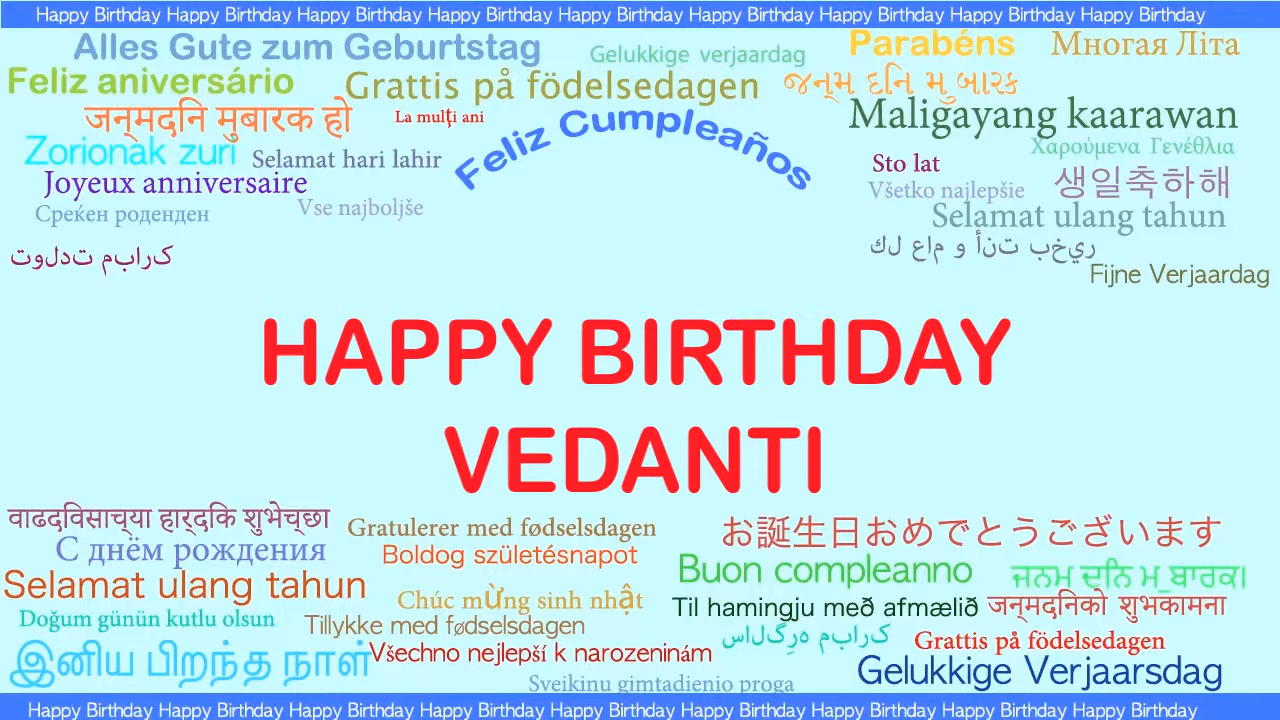 Happy Birthday Happy Birthday Happy Birthday Happy Birthday Happy Birthday Happy Birthday Happy Birthday Happy Birthday Happy Birthday
Alles Gute zum Geburtstag
Gelukkige verjaardag
Parabéns
Многая Літа
Feliz aniversário
Grattis på födelsedagen
જન્મ દનિ મુબારક
जन्मदनि मुबारक हो
La mulţi ani
Feliz Cumpleaños
Maligayang kaarawan
Zorionak zuri
Selamat hari lahir
Χαρούμενα Γενέθλια
Sto lat
Joyeux anniversaire
Všetko najlepšie
생일축하해
Среќен роденден
Vse najboljše
Selamat ulang tahun
تولدت مبارک
كل عام و أنت بخير
Fijne Verjaardag
HAPPY BIRTHDAY
VEDANTI
वाढदविसाच्या हार्दकि शुभेच्छा
Gratulerer med fødselsdagen
お誕生日おめでとうございます
С днём рождения
Boldog születésnapot
Buon compleanno
ਜਨਮ ਦਨਿ ਮੁਬਾਰਕ।
Selamat ulang tahun
Chúc mừng sinh nhật
Til hamingju með afmælið
जन्मदनिको शुभकामना
Doğum günün kutlu olsun
Tillykke med fødselsdagen
سالگرہ مبارک
Grattis på födelsedagen
இனிய பிறந்த நாள்
Všechno nejlepší k narozeninám
Gelukkige Verjaarsdag
Sveikinu gimtadienio proga
Happy Birthday Happy Birthday Happy Birthday Happy Birthday Happy Birthday Happy Birthday Happy Birthday Happy Birthday Happy Birthday